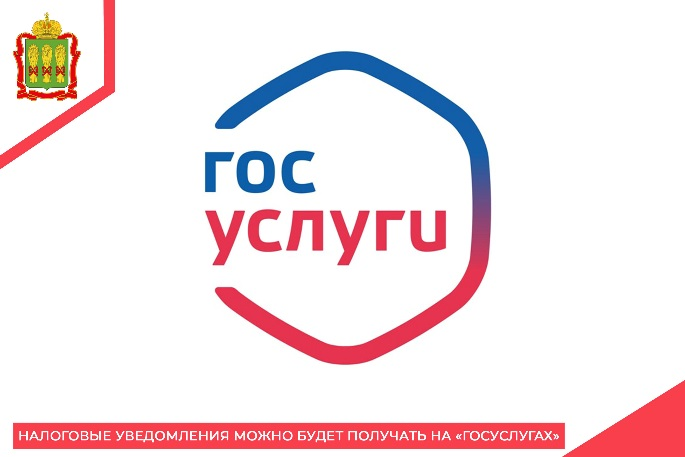 гос
услуги
НАЛОГОВЫЕ УВЕДОМЛЕНИЯ МОЖНО БУДЕТ ПОЛУЧАТЬ НА «ГОСУСЛУГАХ»